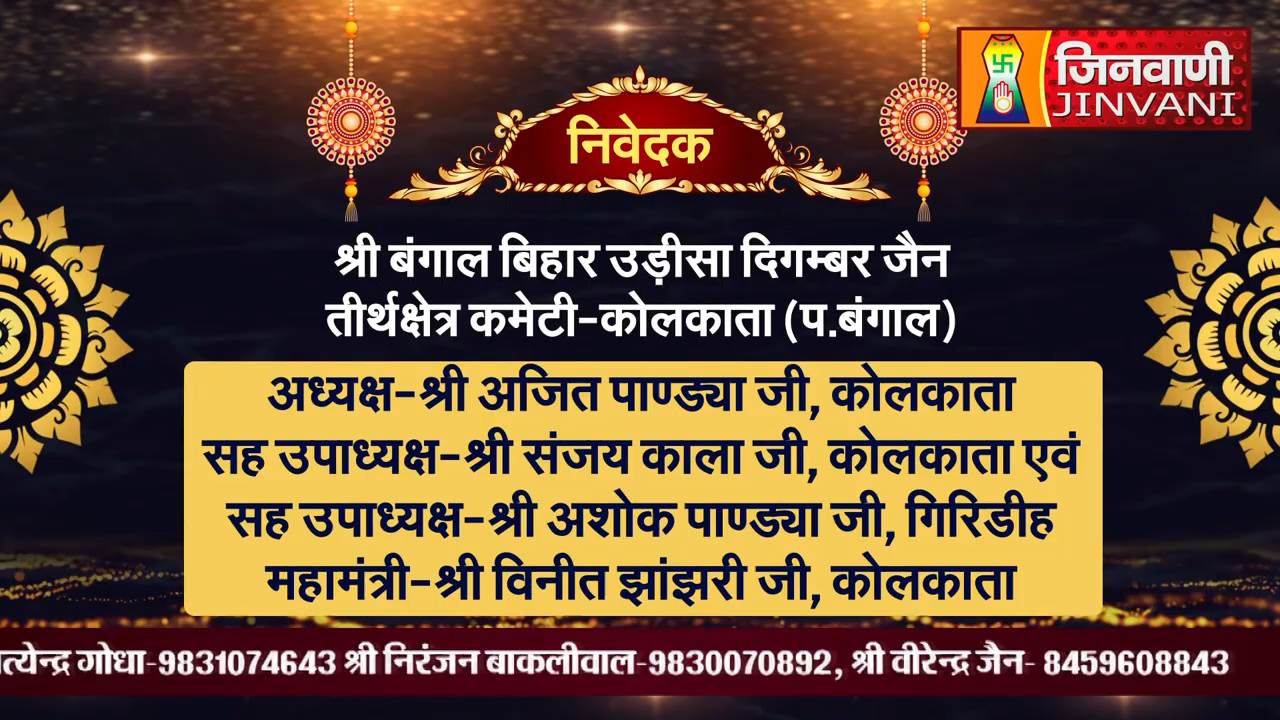 जिनवाणी
JINVANI
निवेदक
श्री बंगाल बिहार उड़ीसा दिगम्बर जैन
तीर्थक्षेत्र कमेटी-कोलकाता (प.बंगाल)
अध्यक्ष-श्री अजित पाण्ड्या जी, कोलकाता
सह उपाध्यक्ष-श्री संजय काला जी, कोलकाता एवं
सह उपाध्यक्ष-श्री अशोक पाण्ड्या जी, गिरिडीह
महामंत्री-श्री विनीत झांझरी जी, कोलकाता
त्येन्द्र गोधा-9831074643 श्री निरंजन बाकलीवाल-9830070892, श्री वीरेन्द्र जैन- 8459608843